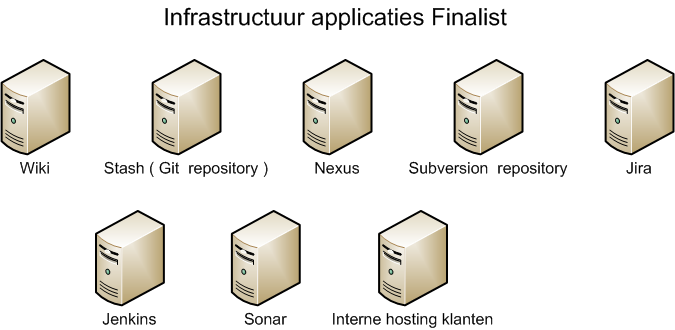 Infrastructuur applicaties Finalist
Wiki
Stash ( Git repository )
Nexus
Subversion repository
Jira
Jenkins
Sonar
Interne hosting klanten